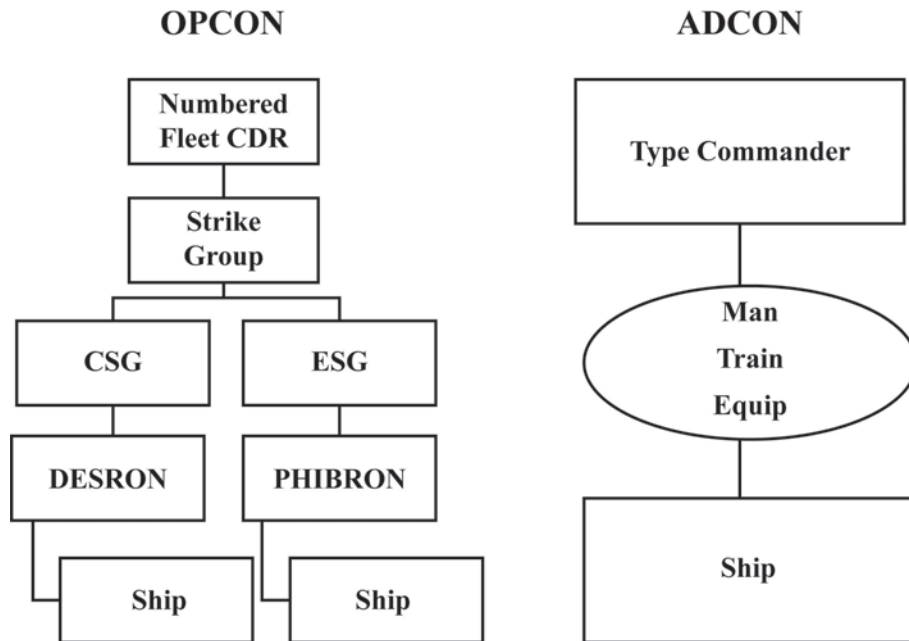 OPCON
Numbered
Fleet CDR
Strike
Group
CSG
ESG
DESRON
PHIBRON
Ship
Ship
ADCON
Type Commander
Man
Train
Equip
Ship